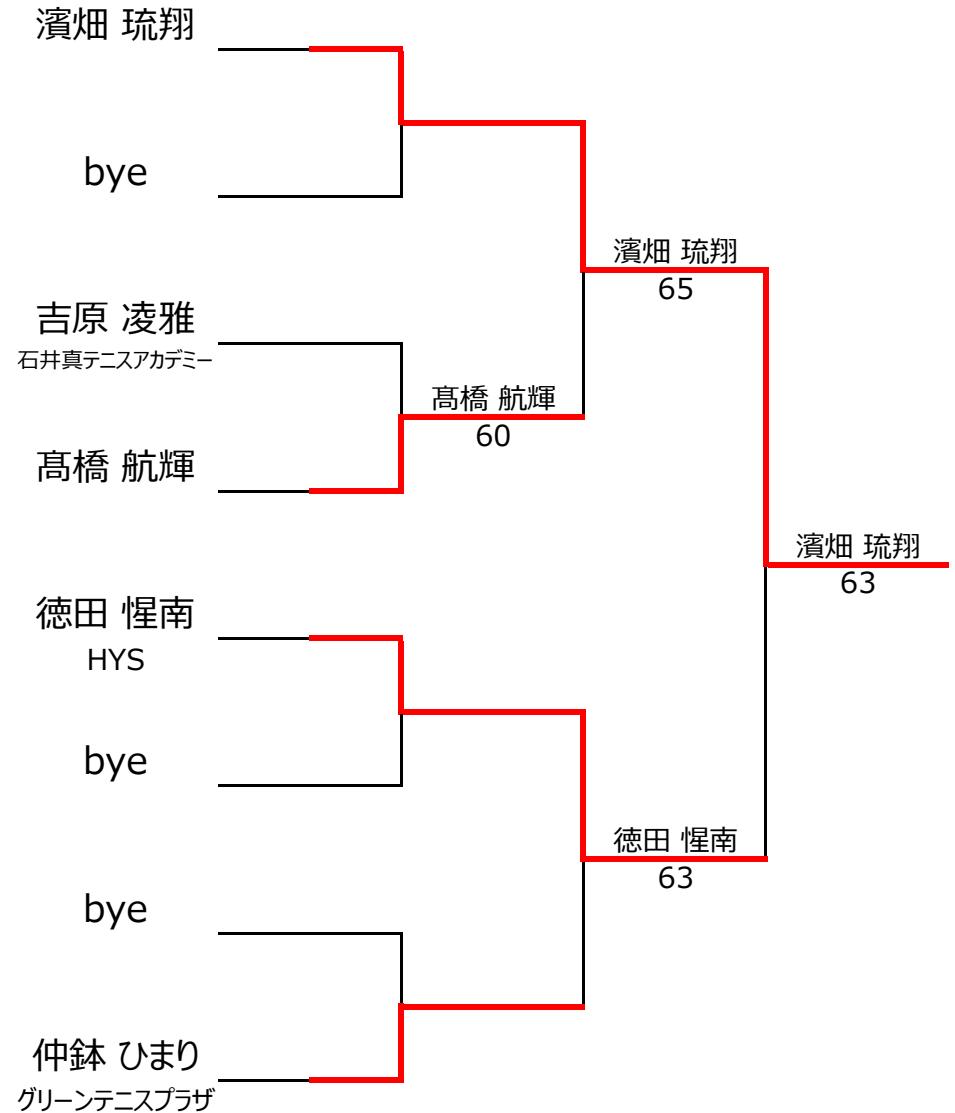 濱畑 琉翔
bye
吉原 凌雅
石井真テニスアカデミー
髙橋 航輝
徳田 惺南
HYS
bye
bye
仲鉢 ひまり
グリーンテニスプラザ
髙橋 航輝
60
濱畑 琉翔
65
徳田 惺南
63
濱畑 琉翔
63